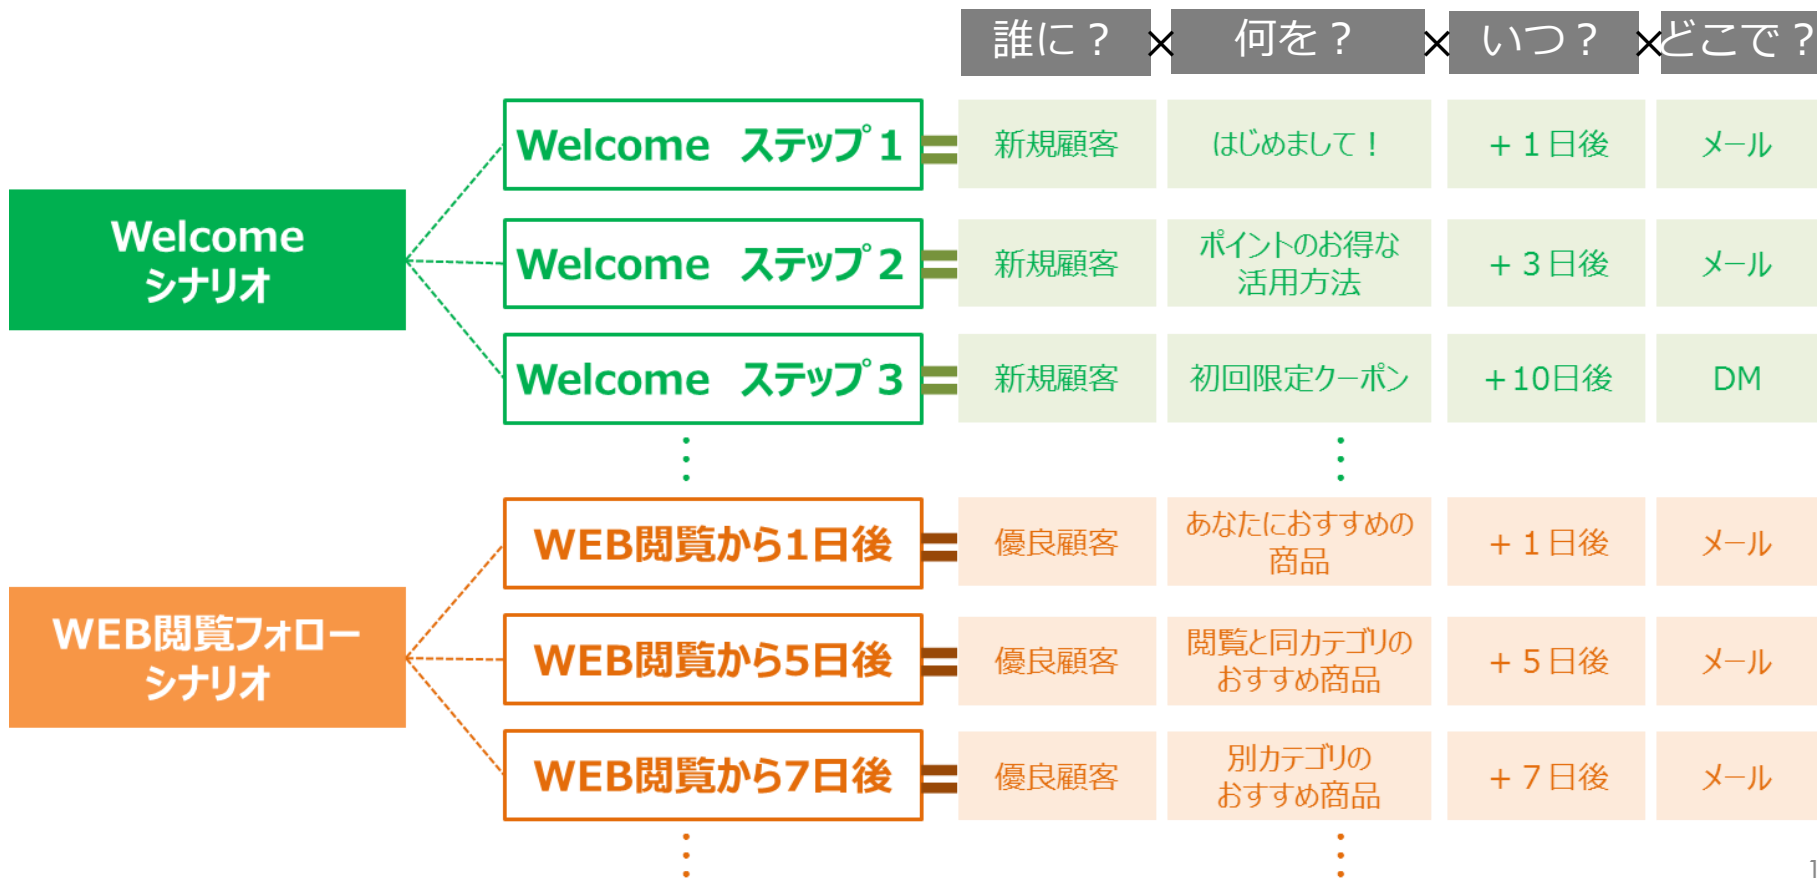 誰に？ × 何を？ × いつ？ × どこで？
Welcome
シナリオ
Welcome ステップ1 = 新規顧客 はじめまして！ +1日後 メール
Welcome ステップ2 = 新規顧客 ポイントのお得な
活用方法 +3日後 メール
Welcome ステップ3 = 新規顧客 初回限定クーポン +10日後 DM
WEB閲覧フォロー
シナリオ
WEB閲覧から1日後 = 優良顧客 あなたにおすすめの
商品 +1日後 メール
WEB閲覧から5日後 = 優良顧客 閲覧と同カテゴリの
おすすめ商品 +5日後 メール
WEB閲覧から7日後 = 優良顧客 別カテゴリの
おすすめ商品 +7日後 メール
1